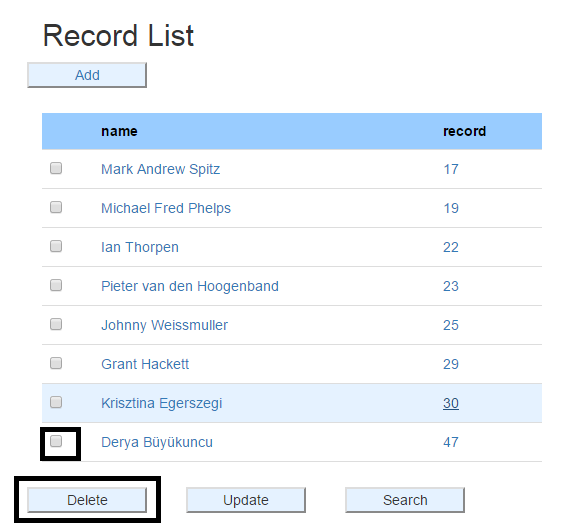 Record List
Add
name record
Mark Andrew Spitz 17
Michael Fred Phelps 19
Ian Thorpen 22
Pieter van den Hoogenband 23
Johnny Weissmuller 25
Grant Hackett 29
Krisztina Egerszegi 30
Derya Büyükuncu 47
Delete Update Search